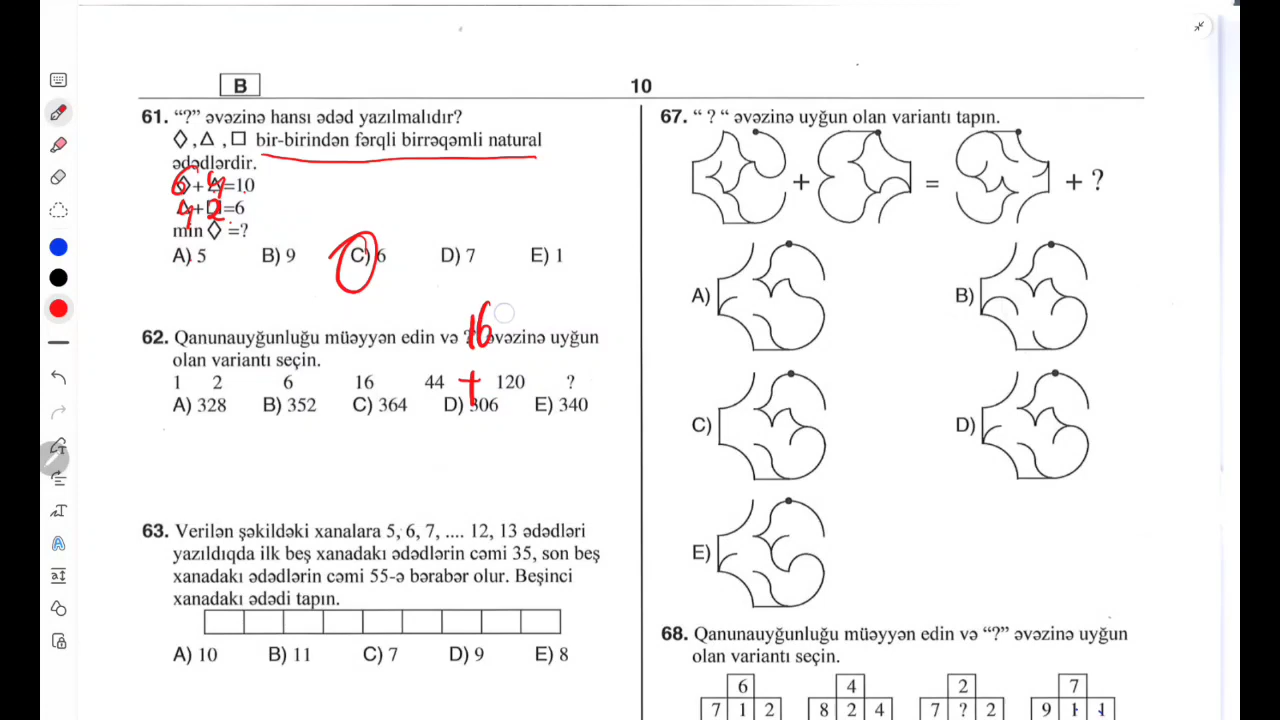 B
10
61. “?” əvəzinə hansı ədəd yazılmalıdır?
◊ , △ , □ bir-birindən fərqli birrəqəmli natural
ədədlərdir.
◊+△=10
6 4
△+□=6
4 2
min ◊ =?
A) 5 B) 9 C) 6 D) 7 E) 1
16
62. Qanunauyğunluğu müəyyən edin və ? əvəzinə uyğun
olan variantı seçin.
1 2 6 16 44 120 ?
A) 328 B) 352 C) 364 D) 306 E) 340
63. Verilən şəkildəki xanalara 5, 6, 7, .... 12, 13 ədədləri
yazıldıqda ilk beş xanadakı ədədlərin cəmi 35, son beş
xanadakı ədədlərin cəmi 55-ə bərabər olur. Beşinci
xanadakı ədədi tapın.
A) 10 B) 11 C) 7 D) 9 E) 8
67. “ ? “ əvəzinə uyğun olan variantı tapın.
+ = + ?
A)
B)
C)
D)
E)
68. Qanunauyğunluğu müəyyən edin və “?” əvəzinə uyğun
olan variantı seçin.
6 4 2 7
7 1 2 8 2 4 7 ? 2 9